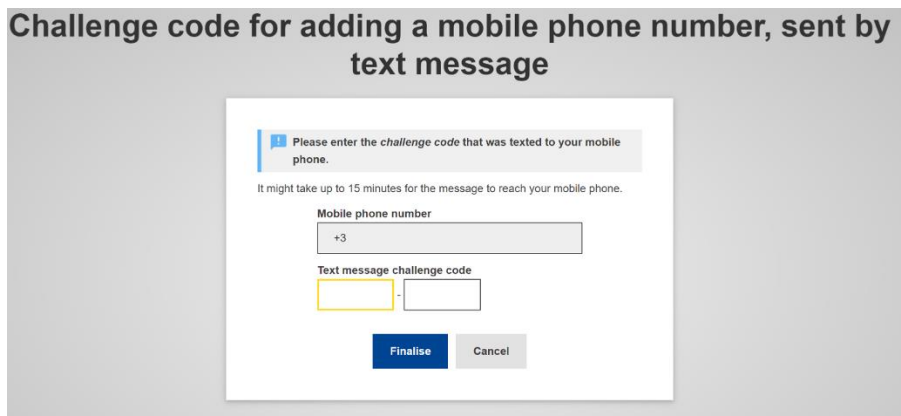 Challenge code for adding a mobile phone number, sent by
text message
Please enter the challenge code that was texted to your mobile
phone.
It might take up to 15 minutes for the message to reach your mobile phone.
Mobile phone number
+3
Text message challenge code
-
Finalise Cancel